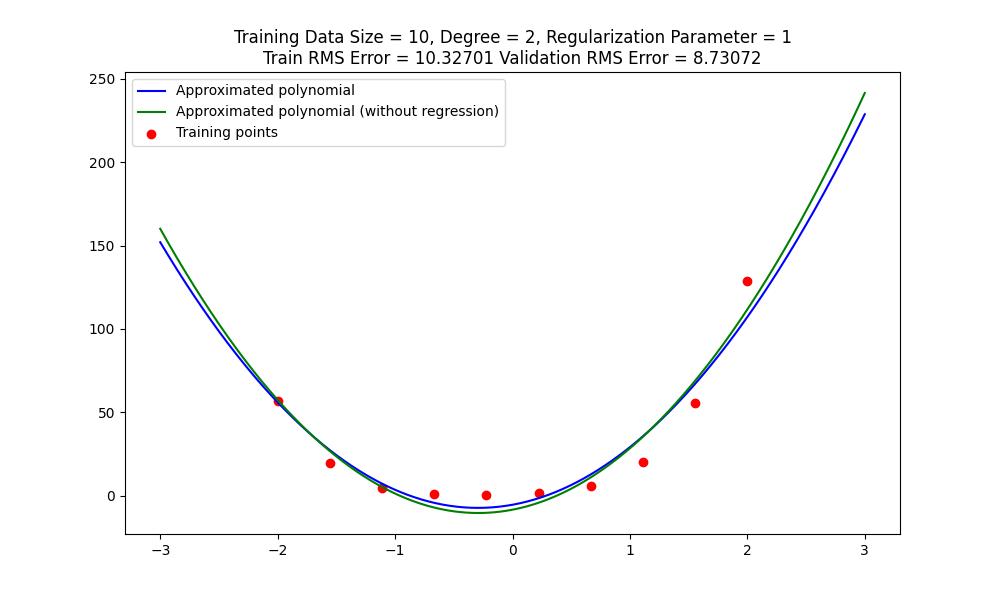 Training Data Size = 10, Degree = 2, Regularization Parameter = 1
Train RMS Error = 10.32701 Validation RMS Error = 8.73072
Approximated polynomial
Approximated polynomial (without regression)
Training points
250
200
150
100
50
0
−3
−2
−1
0
1
2
3